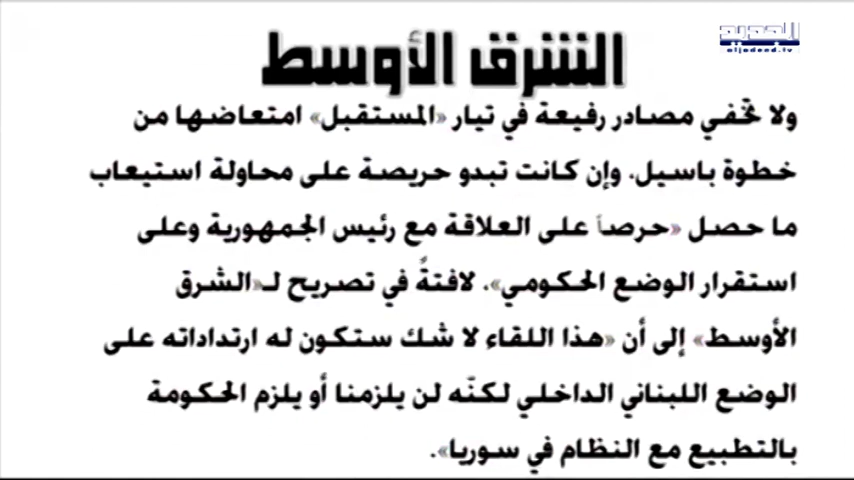 الجديد
aljadeed.tv
الشرق الأوسط
ولا تخفي مصادر رفيعة في تيار «المستقبل» امتعاضها من
خطوة باسيل. وإن كانت تبدو حريصة على محاولة استيعاب
ما حصل «حرصاً على العلاقة مع رئيس الجمهورية وعلى
استقرار الوضع الحكومي». لافتةً في تصريح لـ«الشرق
الأوسط» إلى أن «هذا اللقاء لا شك ستكون له ارتداداته على
الوضع اللبناني الداخلي لكنّه لن يلزمنا أو يلزم الحكومة
بالتطبيع مع النظام في سوريا».